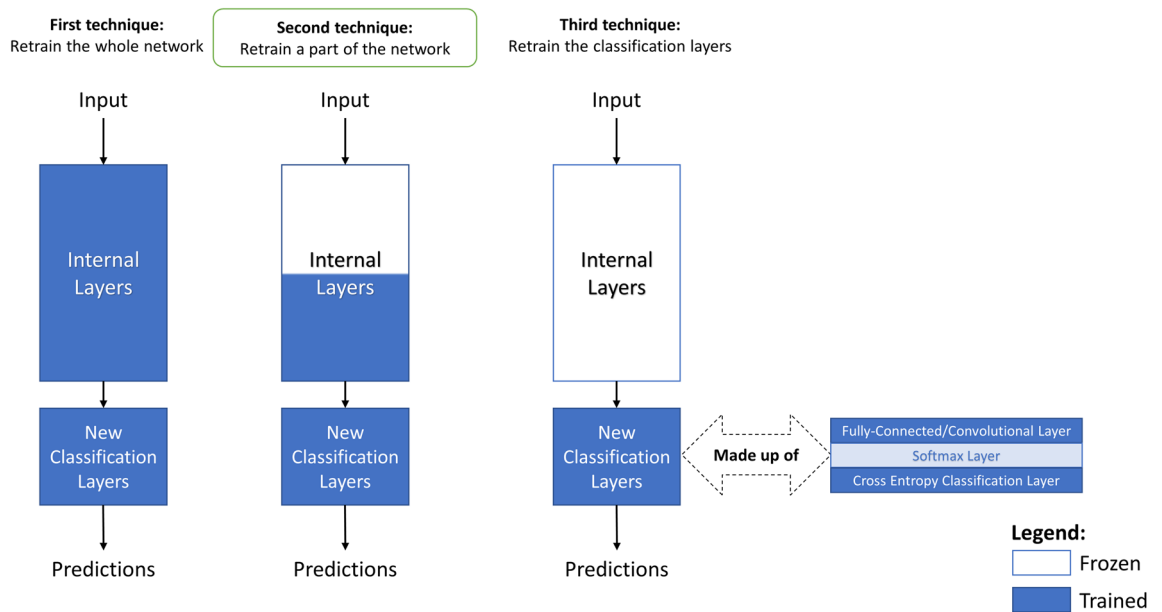 First technique:
Retrain the whole network
Second technique:
Retrain a part of the network
Third technique:
Retrain the classification layers
Input
Input
Input
Internal
Layers
Internal
Layers
Internal
Layers
New
Classification
Layers
New
Classification
Layers
New
Classification
Layers
Made up of
Fully-Connected/Convolutional Layer
Softmax Layer
Cross Entropy Classification Layer
Predictions
Predictions
Predictions
Legend:
Frozen
Trained